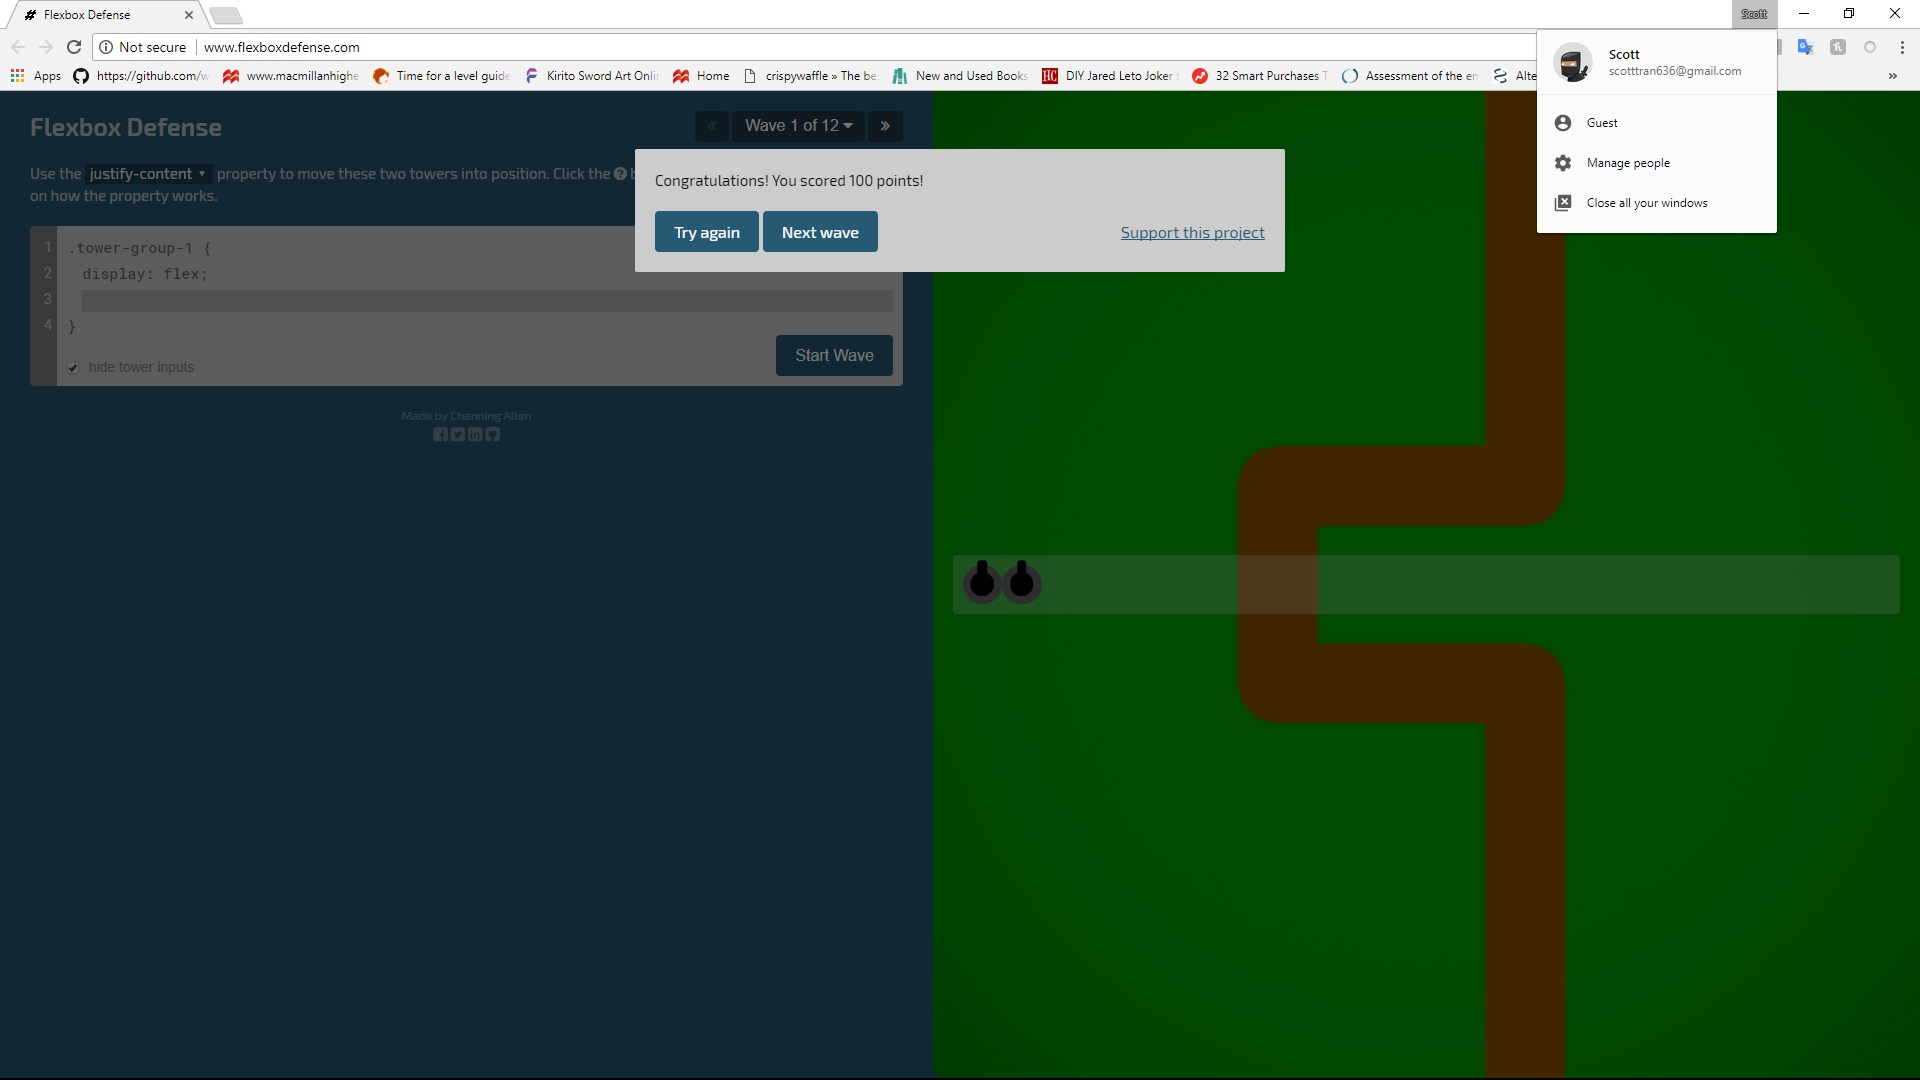 Flexbox Defense
Scott
Not secure
www.flexboxdefense.com
Scott
scotttran636@gmail.com
Guest
Manage people
Close all your windows
Apps
https://github.com/w
www.macmillanhighe
Time for a level guide
Kirito Sword Art Onlin
Home
crispywaffle » The be
New and Used Books
DIY Jared Leto Joker
32 Smart Purchases T
Assessment of the en
Alte
»
Flexbox Defense
« Wave 1 of 12 »
Use the justify-content property to move these two towers into position. Click the
on how the property works.
Congratulations! You scored 100 points!
Try again
Next wave
Support this project
1 .tower-group-1 {
2 display: flex;
3
4 }
hide tower inputs
Start Wave
Made by Channing Allen